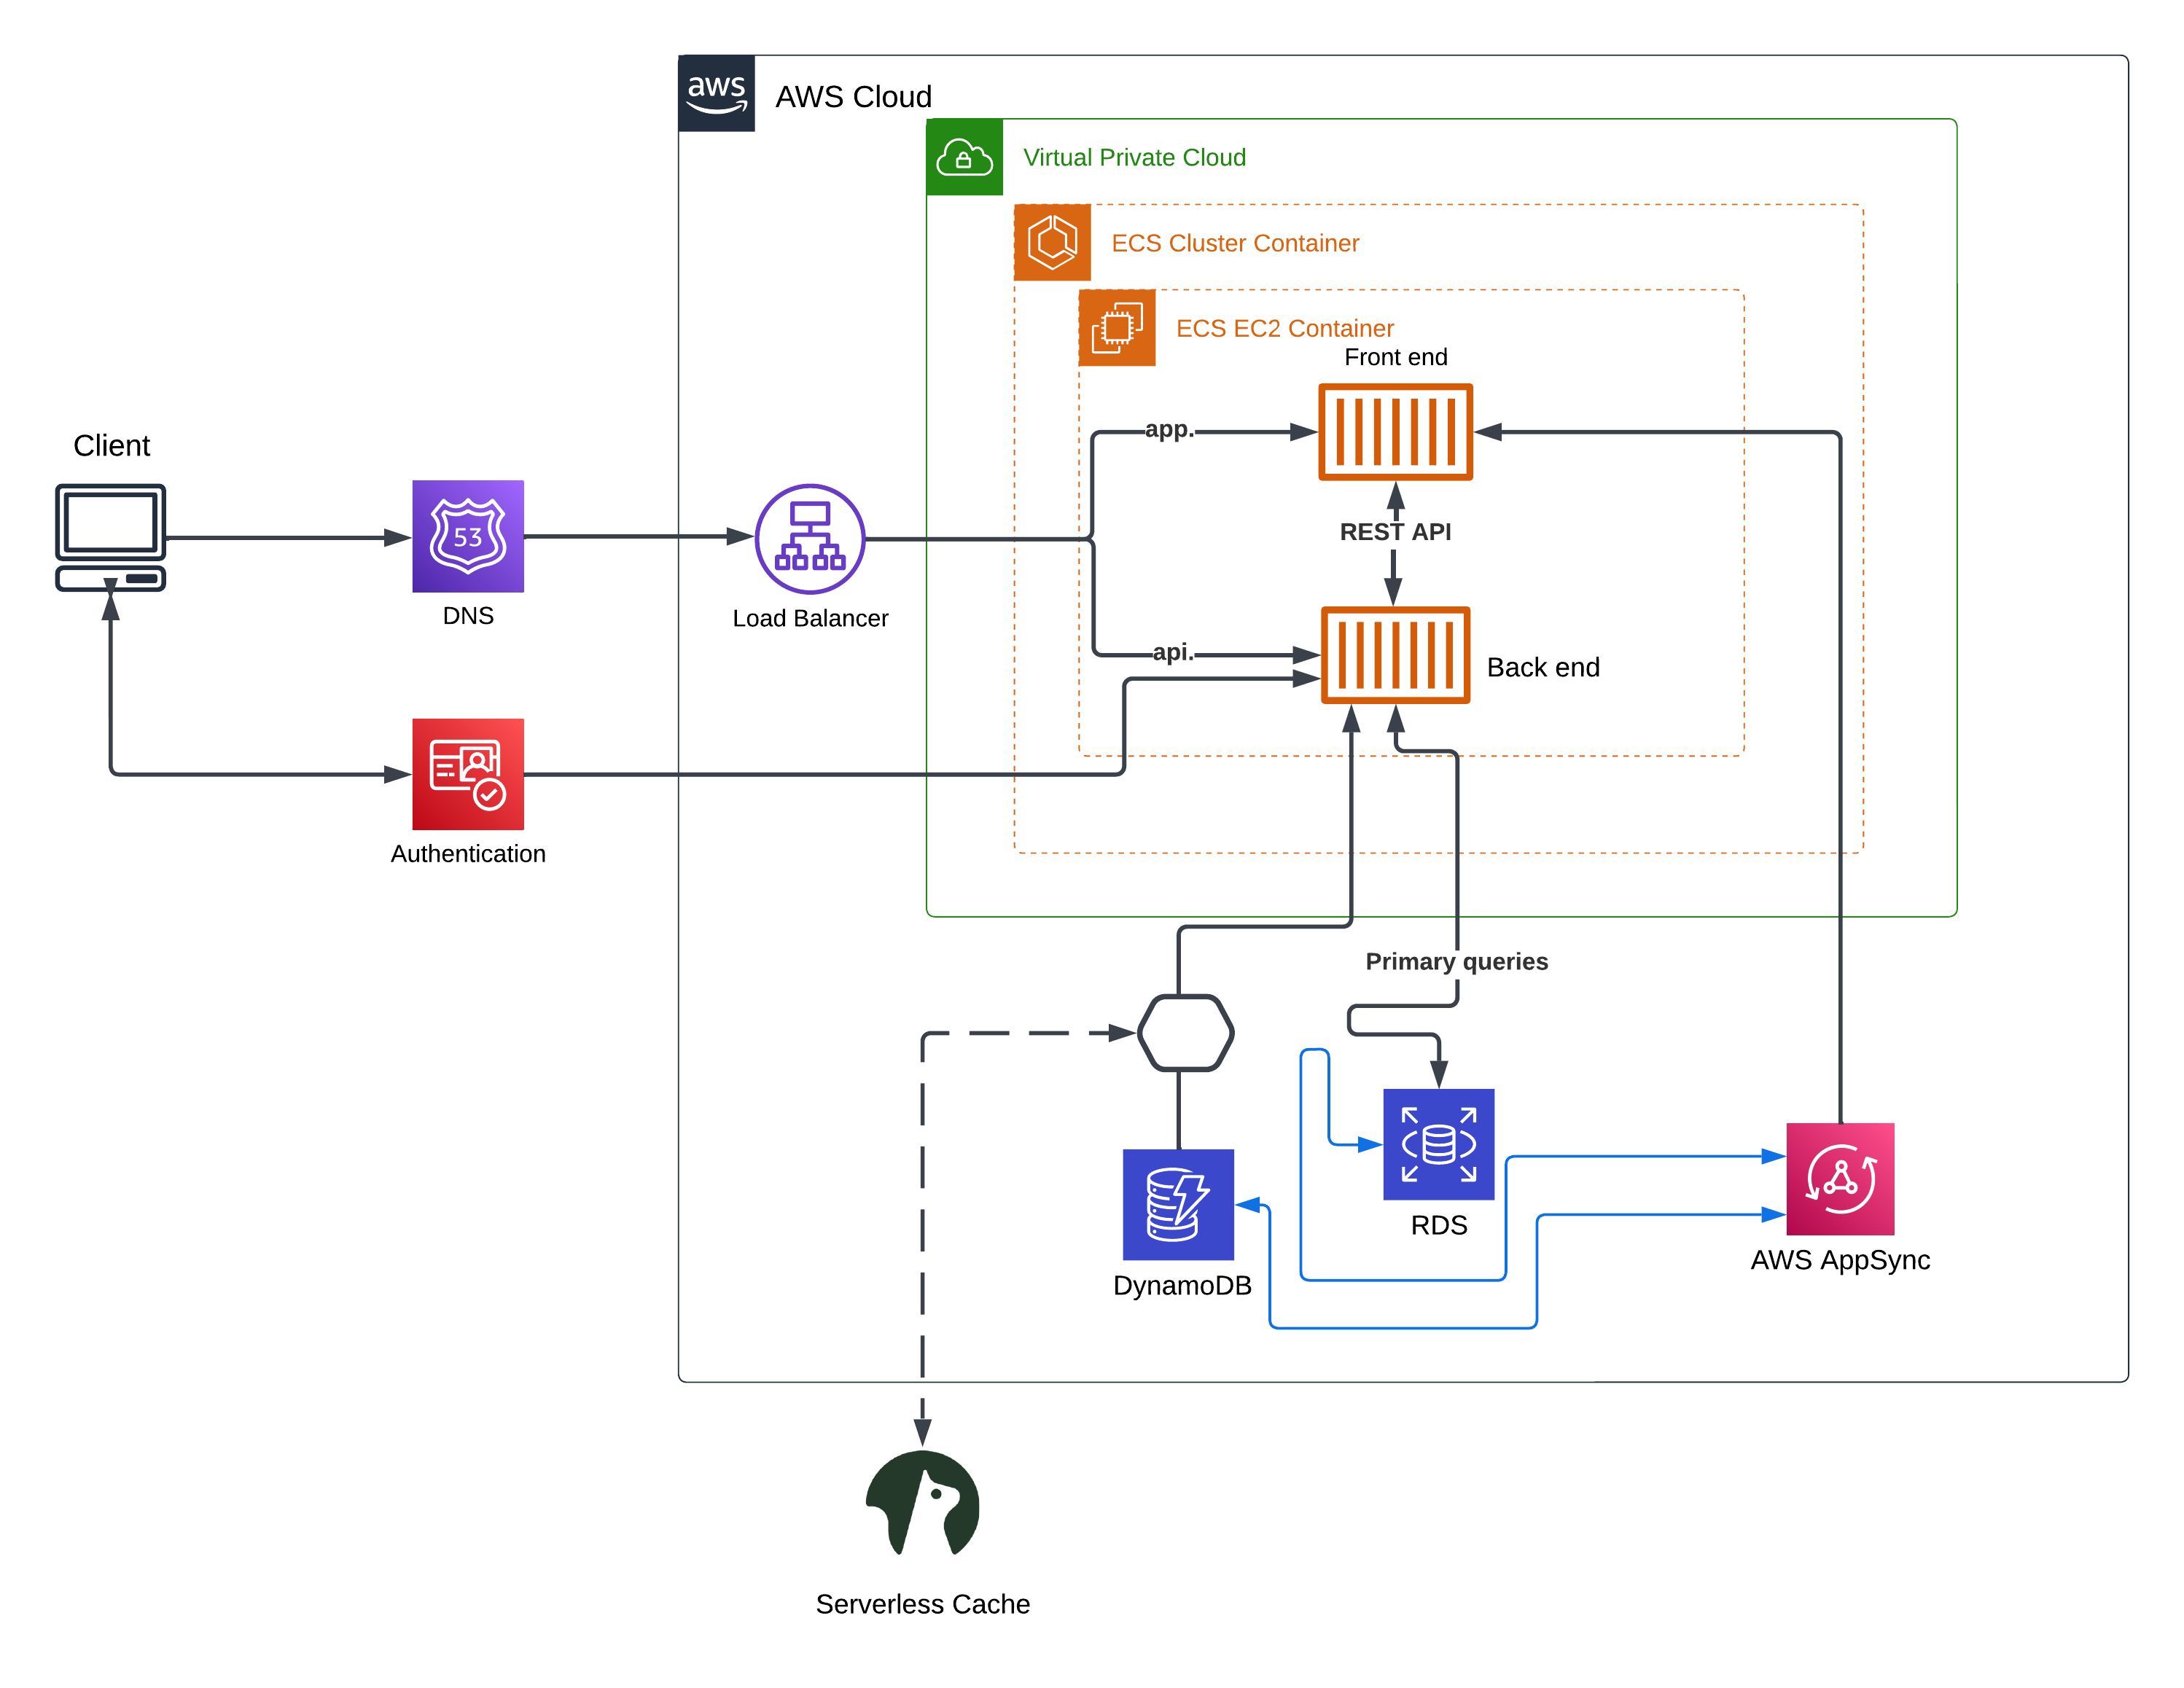 aws
AWS Cloud
Virtual Private Cloud
ECS Cluster Container
ECS EC2 Container
Front end
app.
Client
53
REST API
DNS
Load Balancer
api.
Back end
Authentication
Primary queries
RDS
AWS AppSync
DynamoDB
Serverless Cache